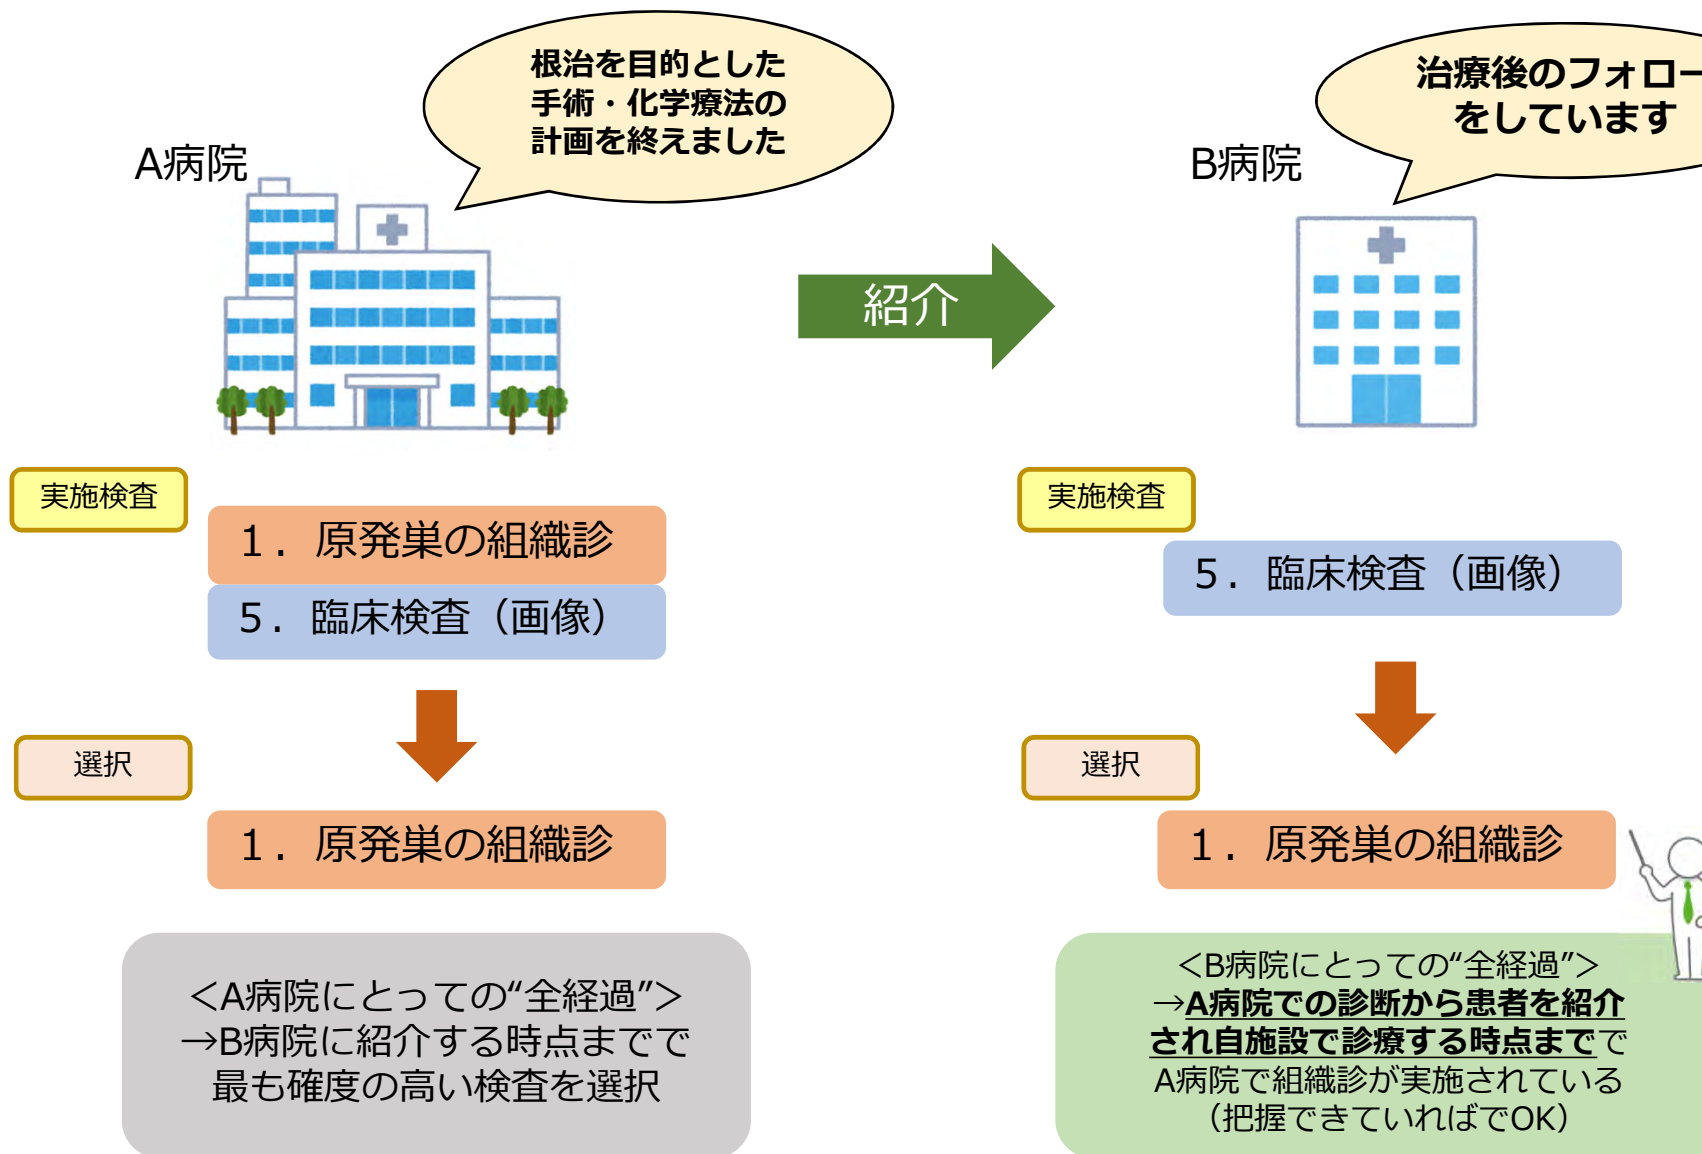 A病院
根治を目的とした
手術・化学療法の
計画を終えました
紹介
B病院
治療後のフォロー
をしています
実施検査
1．原発巣の組織診
5．臨床検査（画像）
選択
1．原発巣の組織診
＜A病院にとっての“全経過”＞
→B病院に紹介する時点までで
最も確度の高い検査を選択
実施検査
5．臨床検査（画像）
選択
1．原発巣の組織診
＜B病院にとっての“全経過”＞
→A病院での診断から患者を紹介
され自施設で診療する時点までで
A病院で組織診が実施されている
（把握できていればでOK）